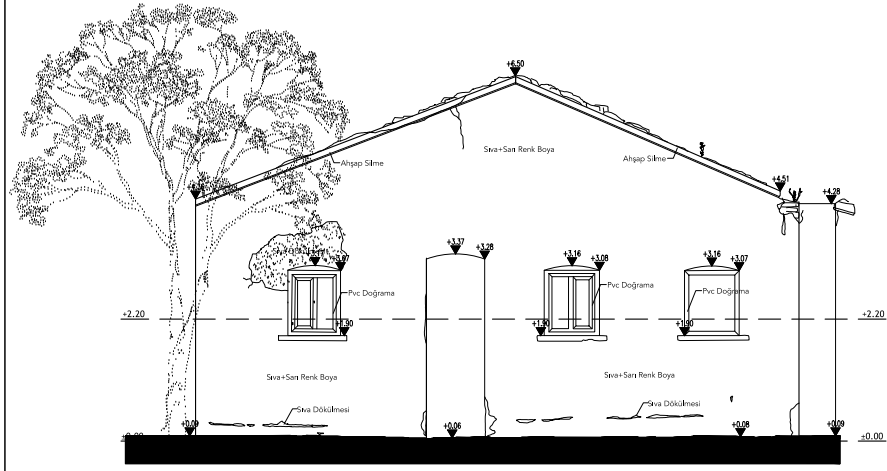 +6.50
Sıva+Sarı Renk Boya
Ahşap Silme
Ahşap Silme
+4.51
+4.28
+3.37
+3.28
+3.07
+3.16
+3.08
+3.16
+3.07
Pvc Doğrama
Pvc Doğrama
Pvc Doğrama
+2.20
+2.20
+1.90
+1.90
+1.90
Sıva+Sarı Renk Boya
Sıva+Sarı Renk Boya
Sıva Dökülmesi
Sıva Dökülmesi
+0.09
+0.06
+0.08
+0.09
±0.00
±0.00